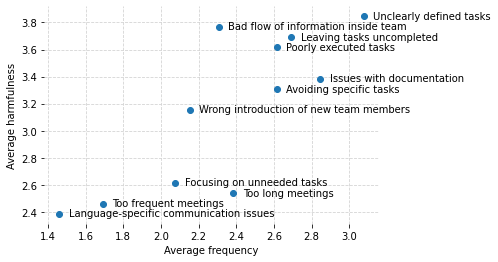 3.8
3.6
3.4
3.2
3.0
2.8
2.6
2.4
Average harmfulness
Unclearly defined tasks
Bad flow of information inside team
Leaving tasks uncompleted
Poorly executed tasks
Issues with documentation
Avoiding specific tasks
Wrong introduction of new team members
Focusing on unneeded tasks
Too long meetings
Too frequent meetings
Language-specific communication issues
1.4 1.6 1.8 2.0 2.2 2.4 2.6 2.8 3.0
Average frequency